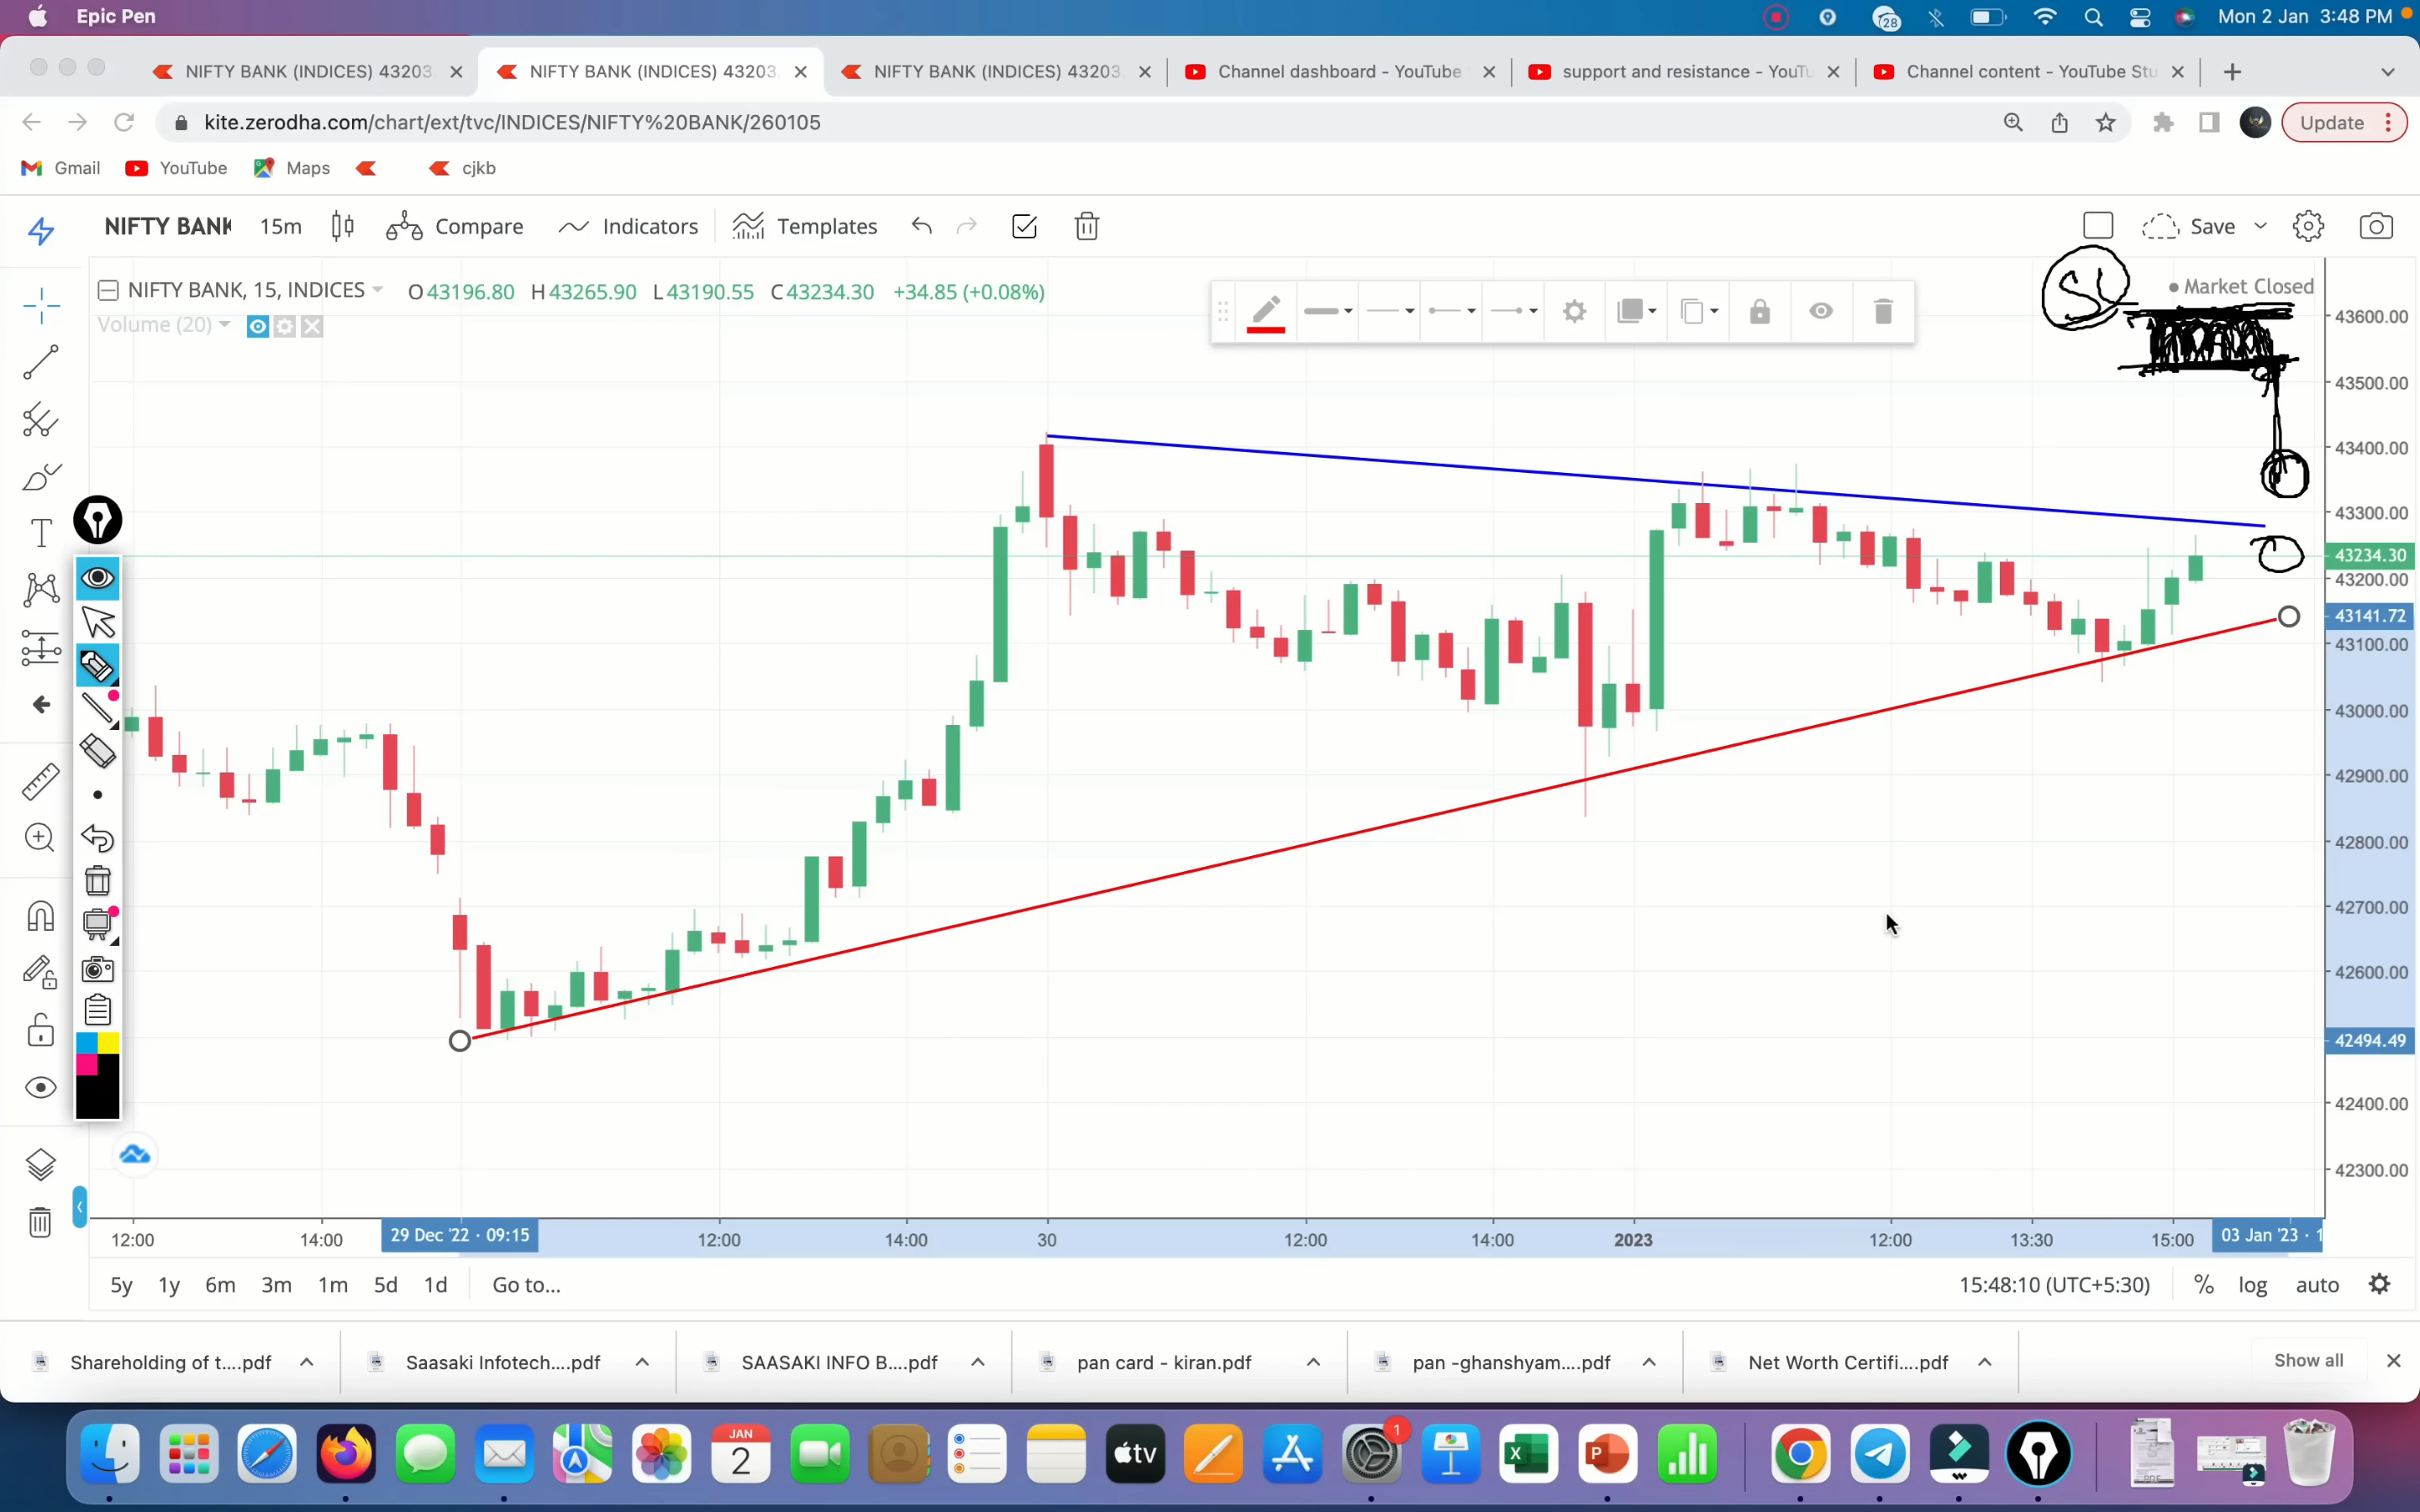 Epic Pen
28
Mon 2 Jan 3:48 PM
NIFTY BANK (INDICES) 43203
NIFTY BANK (INDICES) 43203
NIFTY BANK (INDICES) 43203
Channel dashboard - YouTube
support and resistance - YouTu
Channel content - YouTube Stu
kite.zerodha.com/chart/ext/tvc/INDICES/NIFTY%20BANK/260105
Update
Gmail
YouTube
Maps
cjkb
NIFTY BANK
15m
Compare
Indicators
Templates
Save
NIFTY BANK, 15, INDICES
O43196.80 H43265.90 L43190.55 C43234.30 +34.85 (+0.08%)
Volume (20)
SL
Market Closed
43600.00
43500.00
43400.00
43300.00
43234.30
43200.00
43141.72
43100.00
43000.00
42900.00
42800.00
42700.00
42600.00
42494.49
42400.00
42300.00
12:00
14:00
29 Dec '22 · 09:15
12:00
14:00
30
12:00
14:00
2023
12:00
13:30
15:00
03 Jan '23 · 1
5y 1y 6m 3m 1m 5d 1d Go to...
15:48:10 (UTC+5:30)
% log auto
Shareholding of t....pdf
Saasaki Infotech....pdf
SAASAKI INFO B....pdf
pan card - kiran.pdf
pan -ghanshyam....pdf
Net Worth Certifi....pdf
Show all
JAN
2
tv
1
X
P
PDF